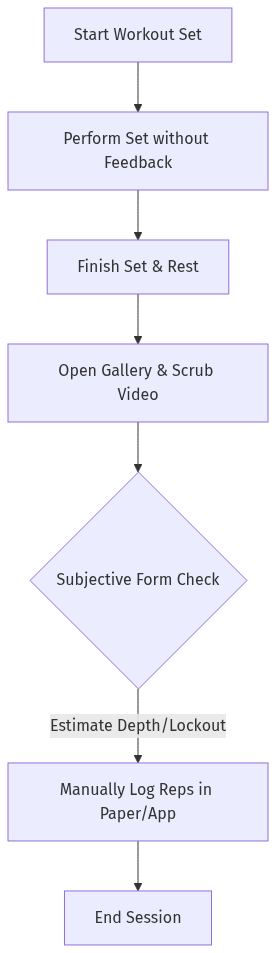 Start Workout Set
Perform Set without
Feedback
Finish Set & Rest
Open Gallery & Scrub
Video
Subjective Form Check
Estimate Depth/Lockout
Manually Log Reps in
Paper/App
End Session